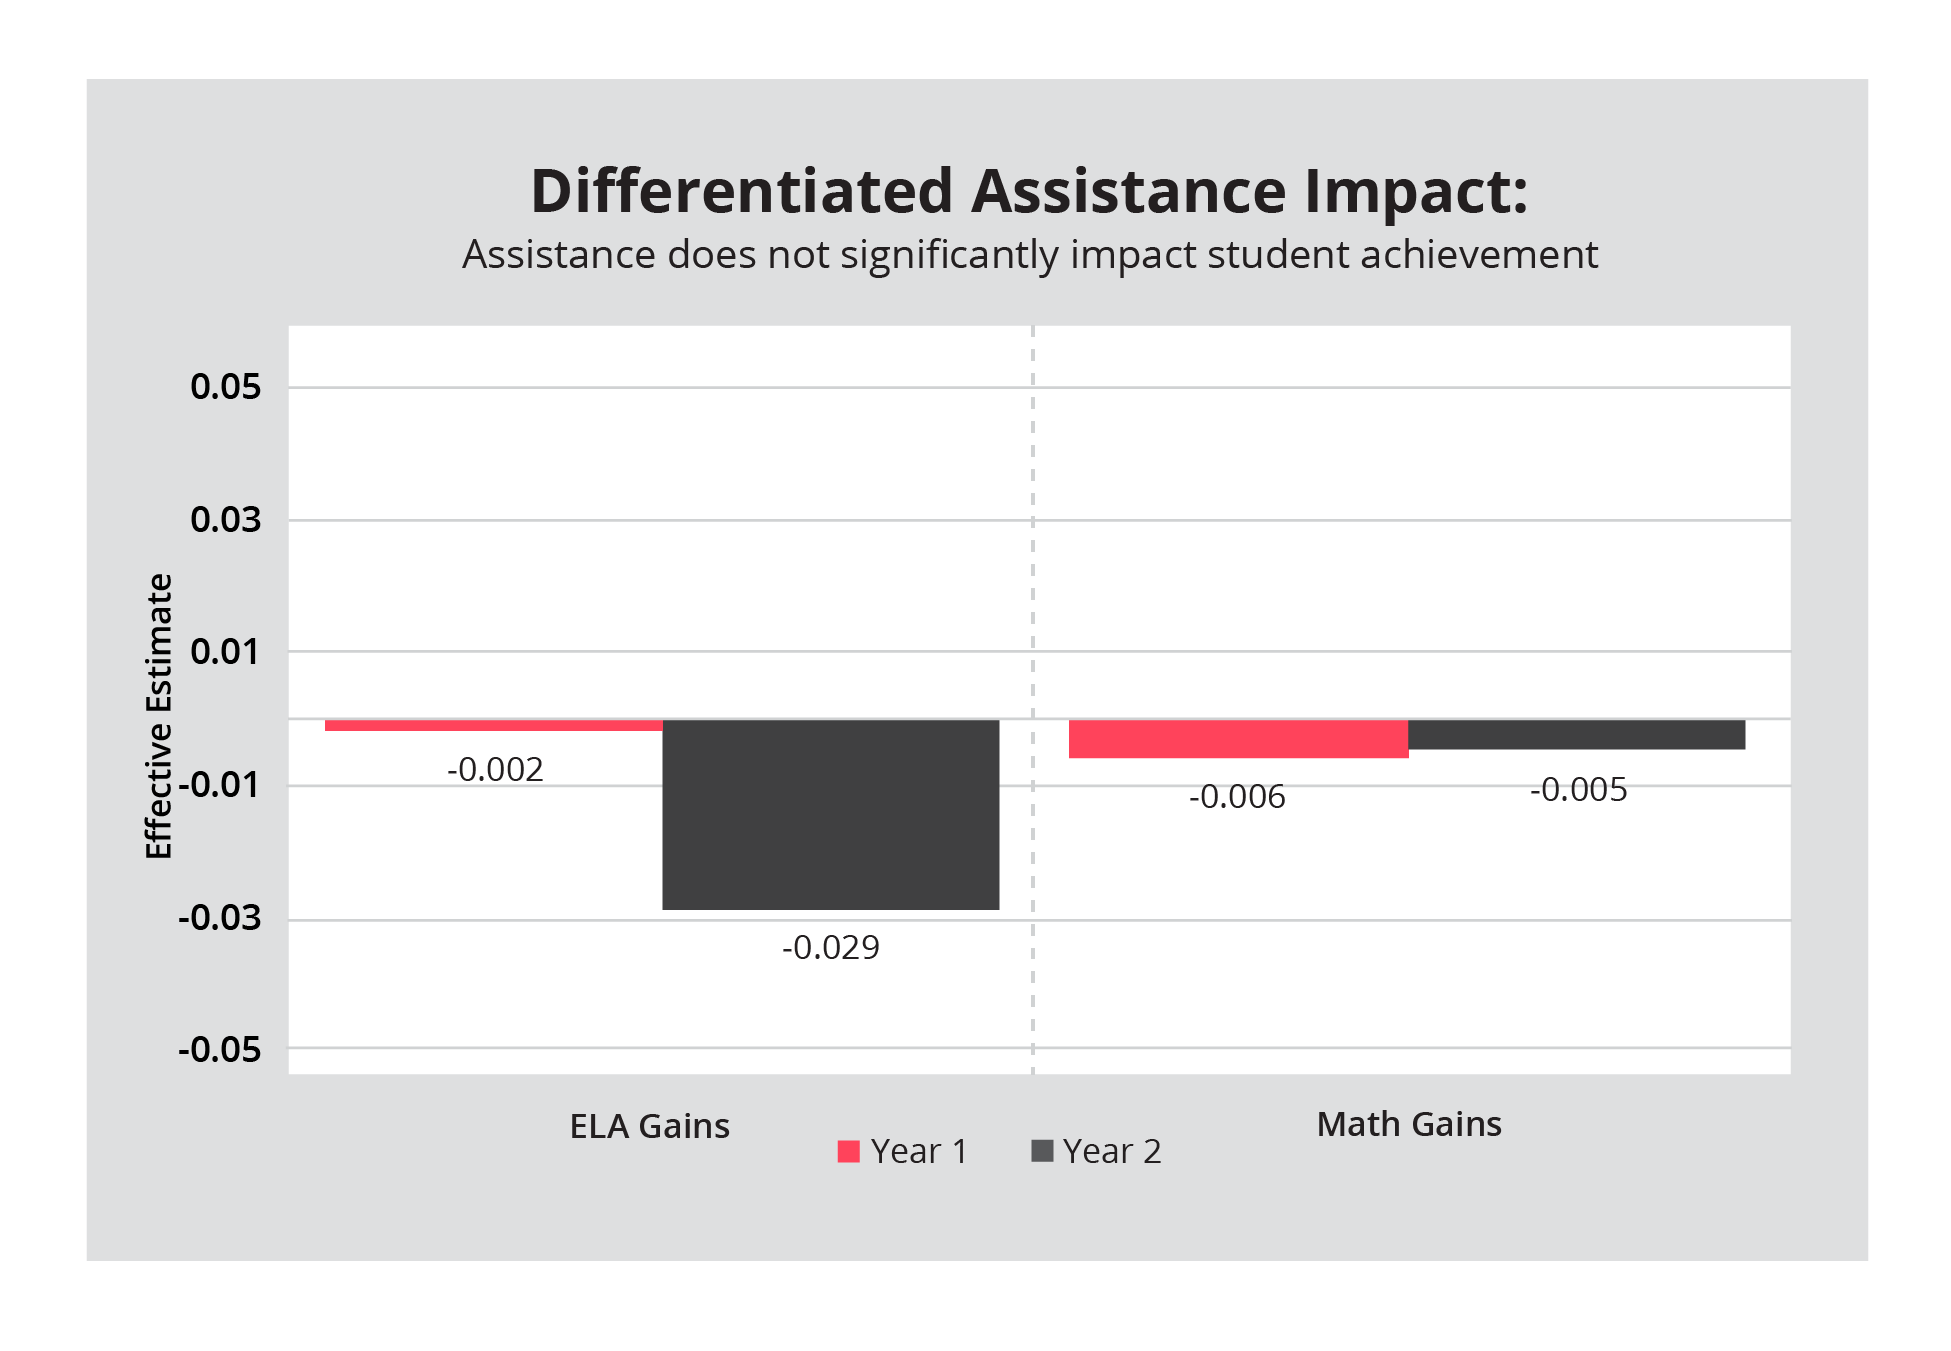 Differentiated Assistance Impact:
Assistance does not significantly impact student achievement
Effective Estimate
0.05
0.03
0.01
-0.01
-0.03
-0.05
-0.002
-0.029
-0.006
-0.005
ELA Gains
Math Gains
Year 1
Year 2